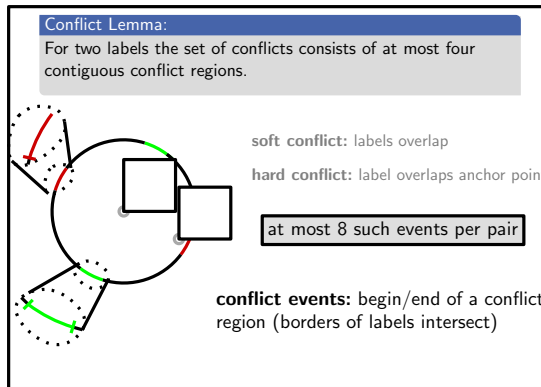 Conflict Lemma:
For two labels the set of conflicts consists of at most four
contiguous conflict regions.
soft conflict: labels overlap
hard conflict: label overlaps anchor poin
at most 8 such events per pair
conflict events: begin/end of a conflict
region (borders of labels intersect)